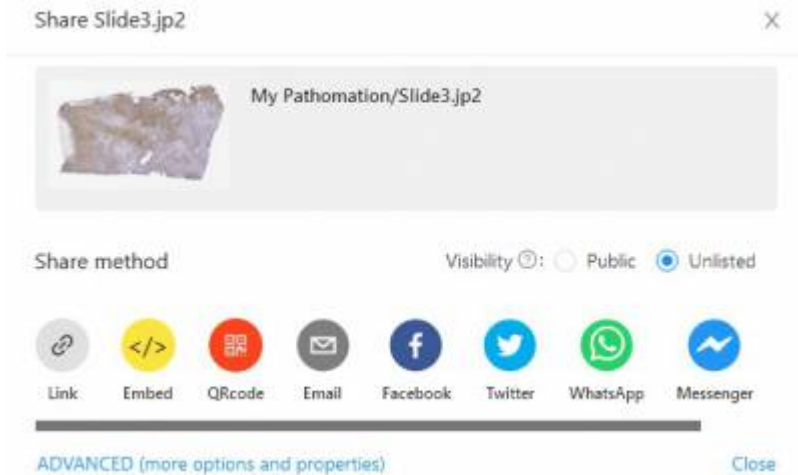 Share Slide3.jp2
My Pathomation/Slide3.jp2
Share method Visibility ?: Public Unlisted
</> f
Link Embed QRcode Email Facebook Twitter WhatsApp Messenger
ADVANCED (more options and properties) Close